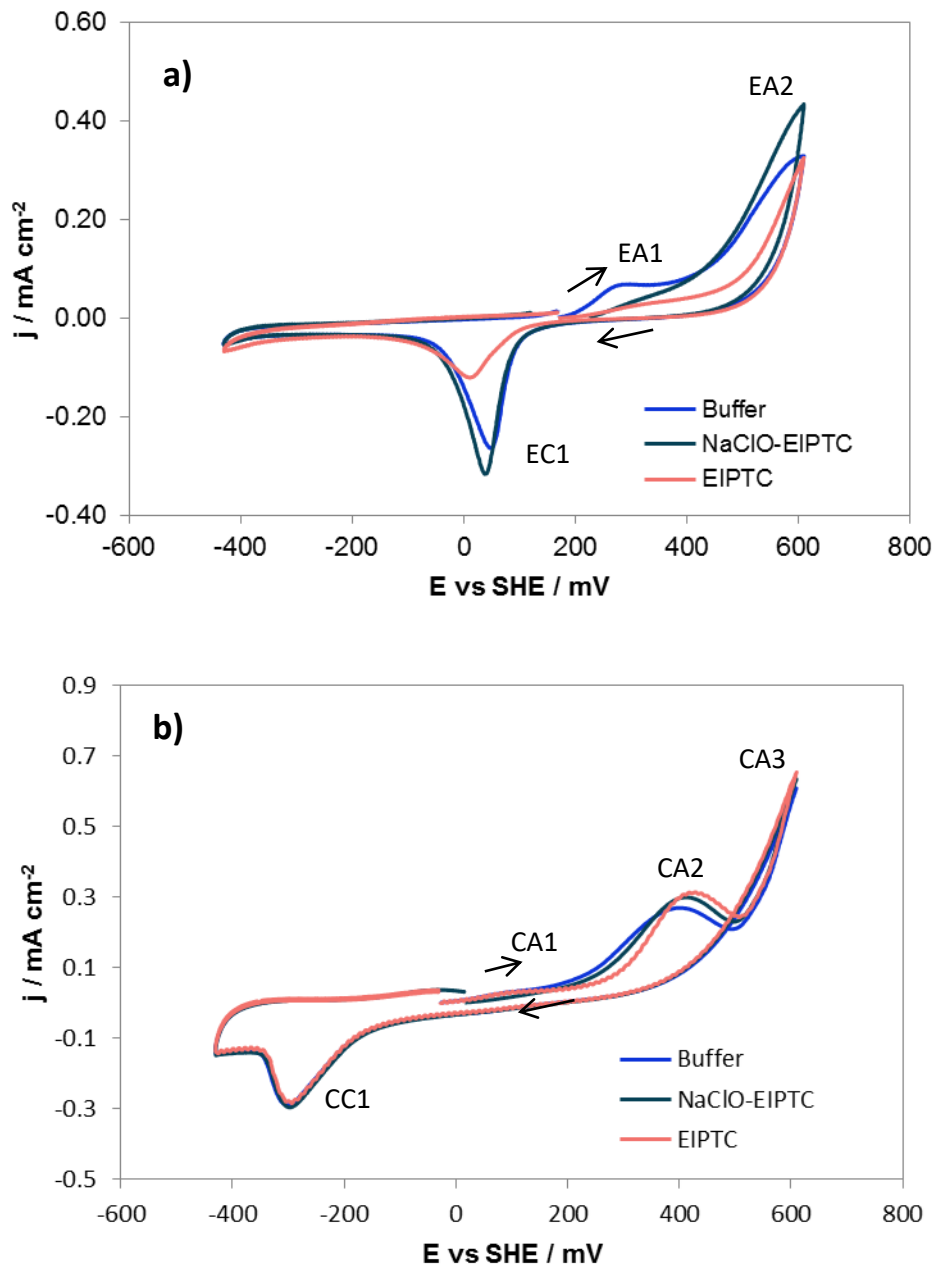 0.60
a)
EA2
0.40
j / mA cm-2
0.20
EA1
0.00
Buffer
-0.20
NaClO-EIPTC
EC1
EIPTC
-0.40
-600 -400 -200 0 200 400 600 800
E vs SHE / mV
0.9
b)
0.7
CA3
0.5
j / mA cm-2
CA2
0.3
CA1
0.1
-0.1
Buffer
CC1
NaClO-EIPTC
-0.3
EIPTC
-0.5
-600 -400 -200 0 200 400 600 800
E vs SHE / mV